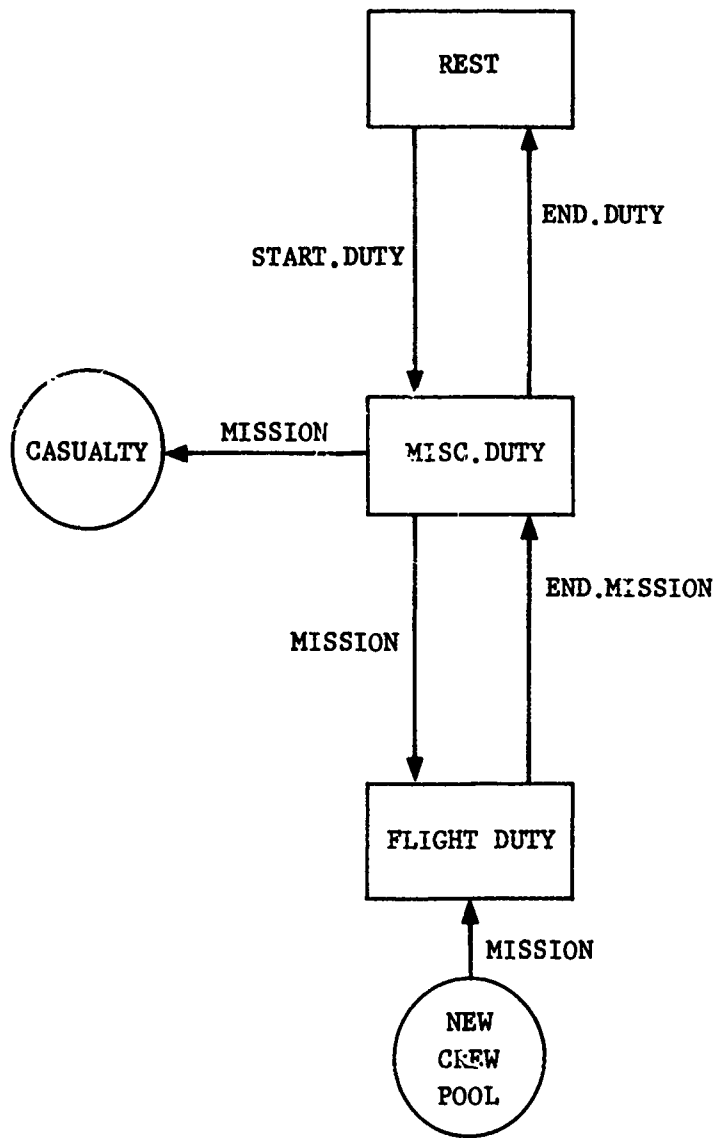 REST
END.DUTY
START.DUTY
CASUALTY
MISSION
MISC.DUTY
END.MISSION
MISSION
FLIGHT DUTY
MISSION
NEW
CREW
POOL